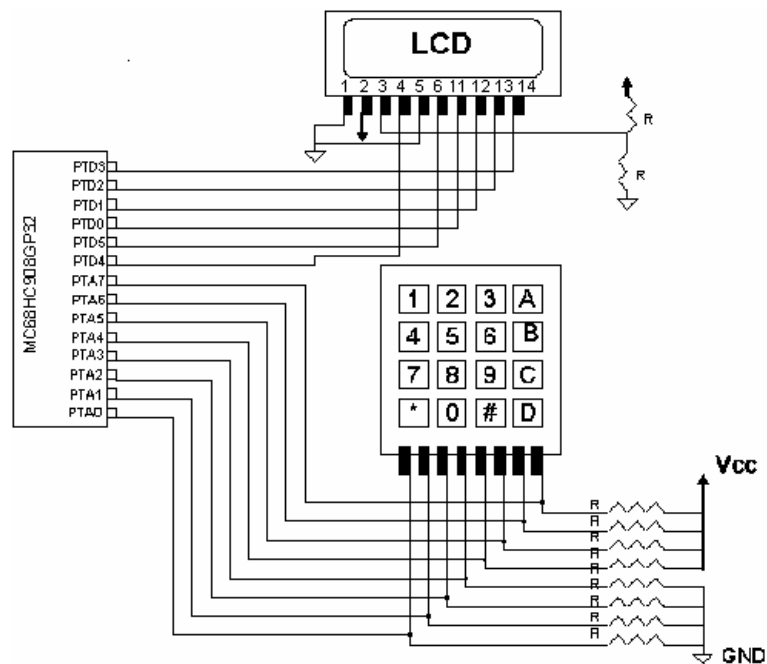 LCD
1 2 3 4 5 6 11 12 13 14
R
R
MC68HC908GP32
PTD3
PTD2
PTD1
PTD0
PTD5
PTD4
PTA7
PTA6
PTA5
PTA4
PTA3
PTA2
PTA1
PTA0
1 2 3 A
4 5 6 B
7 8 9 C
* 0 # D
Vcc
R
R
R
R
R
R
R
R
GND